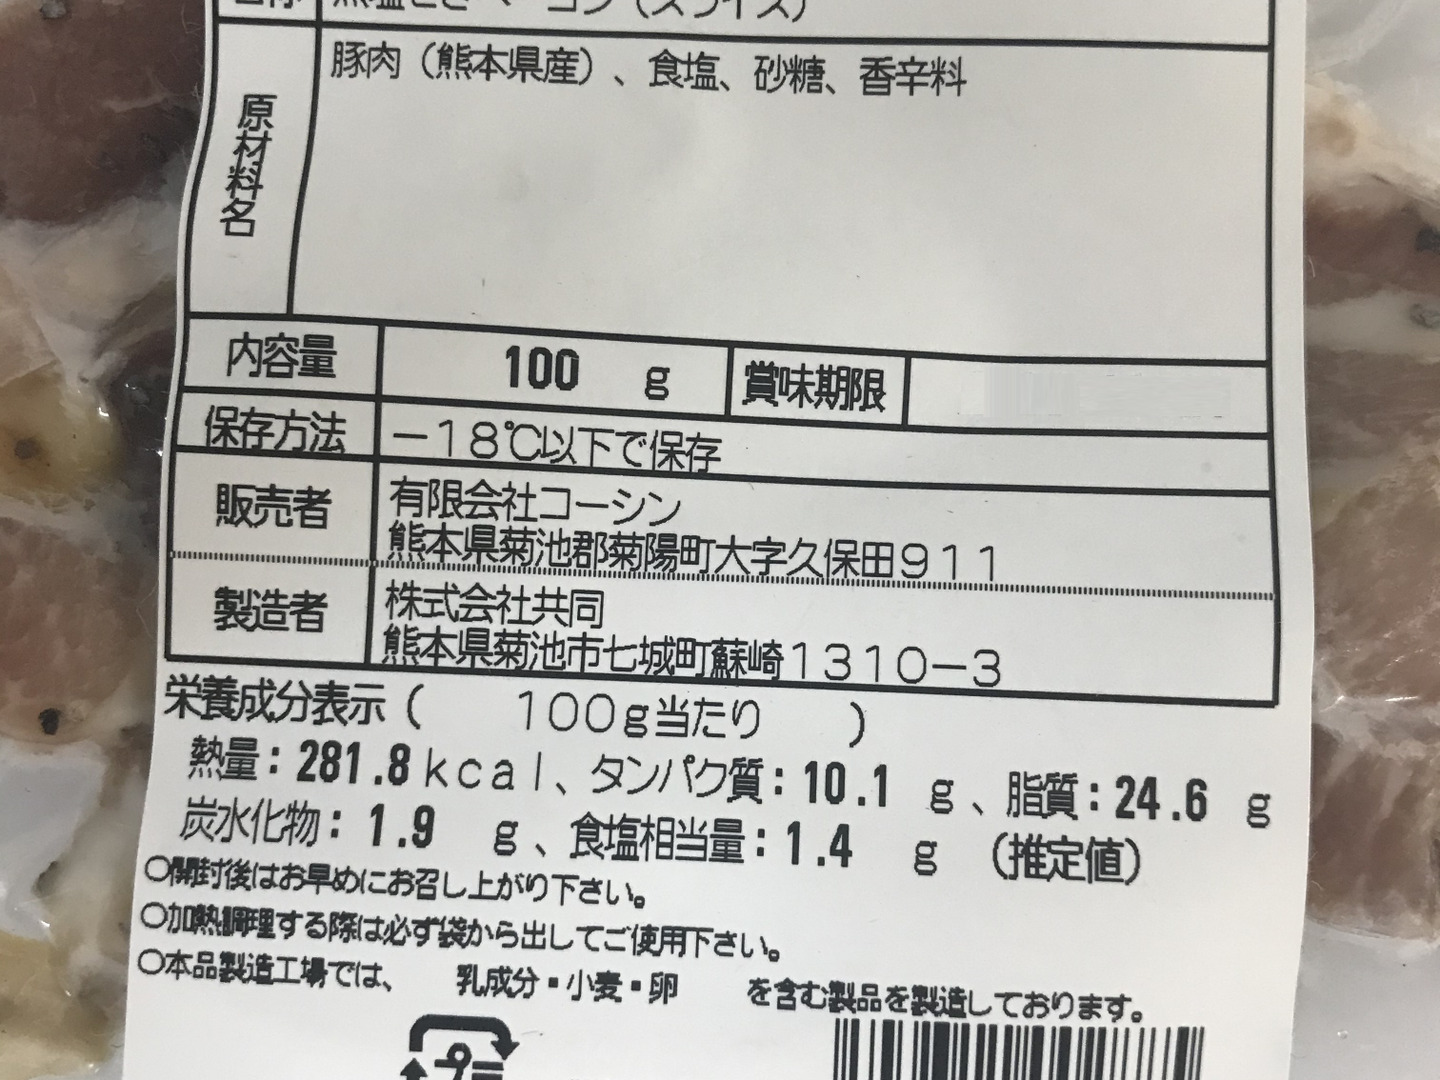 （スライス）
豚肉（熊本県産）、食塩、砂糖、香辛料
原材料名
内容量 100 g 賞味期限
保存方法 －18℃以下で保存
販売者 有限会社コーシン
熊本県菊池郡菊陽町大字久保田911
製造者 株式会社共同
熊本県菊池市七城町蘇崎1310－3
栄養成分表示（ 100g当たり ）
熱量：281.8kcal、タンパク質：10.1 g、脂質：24.6 g
炭水化物：1.9 g、食塩相当量：1.4 g （推定値）
○開封後はお早めにお召し上がり下さい。
○加熱調理する際は必ず袋から出してご使用下さい。
○本品製造工場では、 乳成分・小麦・卵 を含む製品を製造しております。